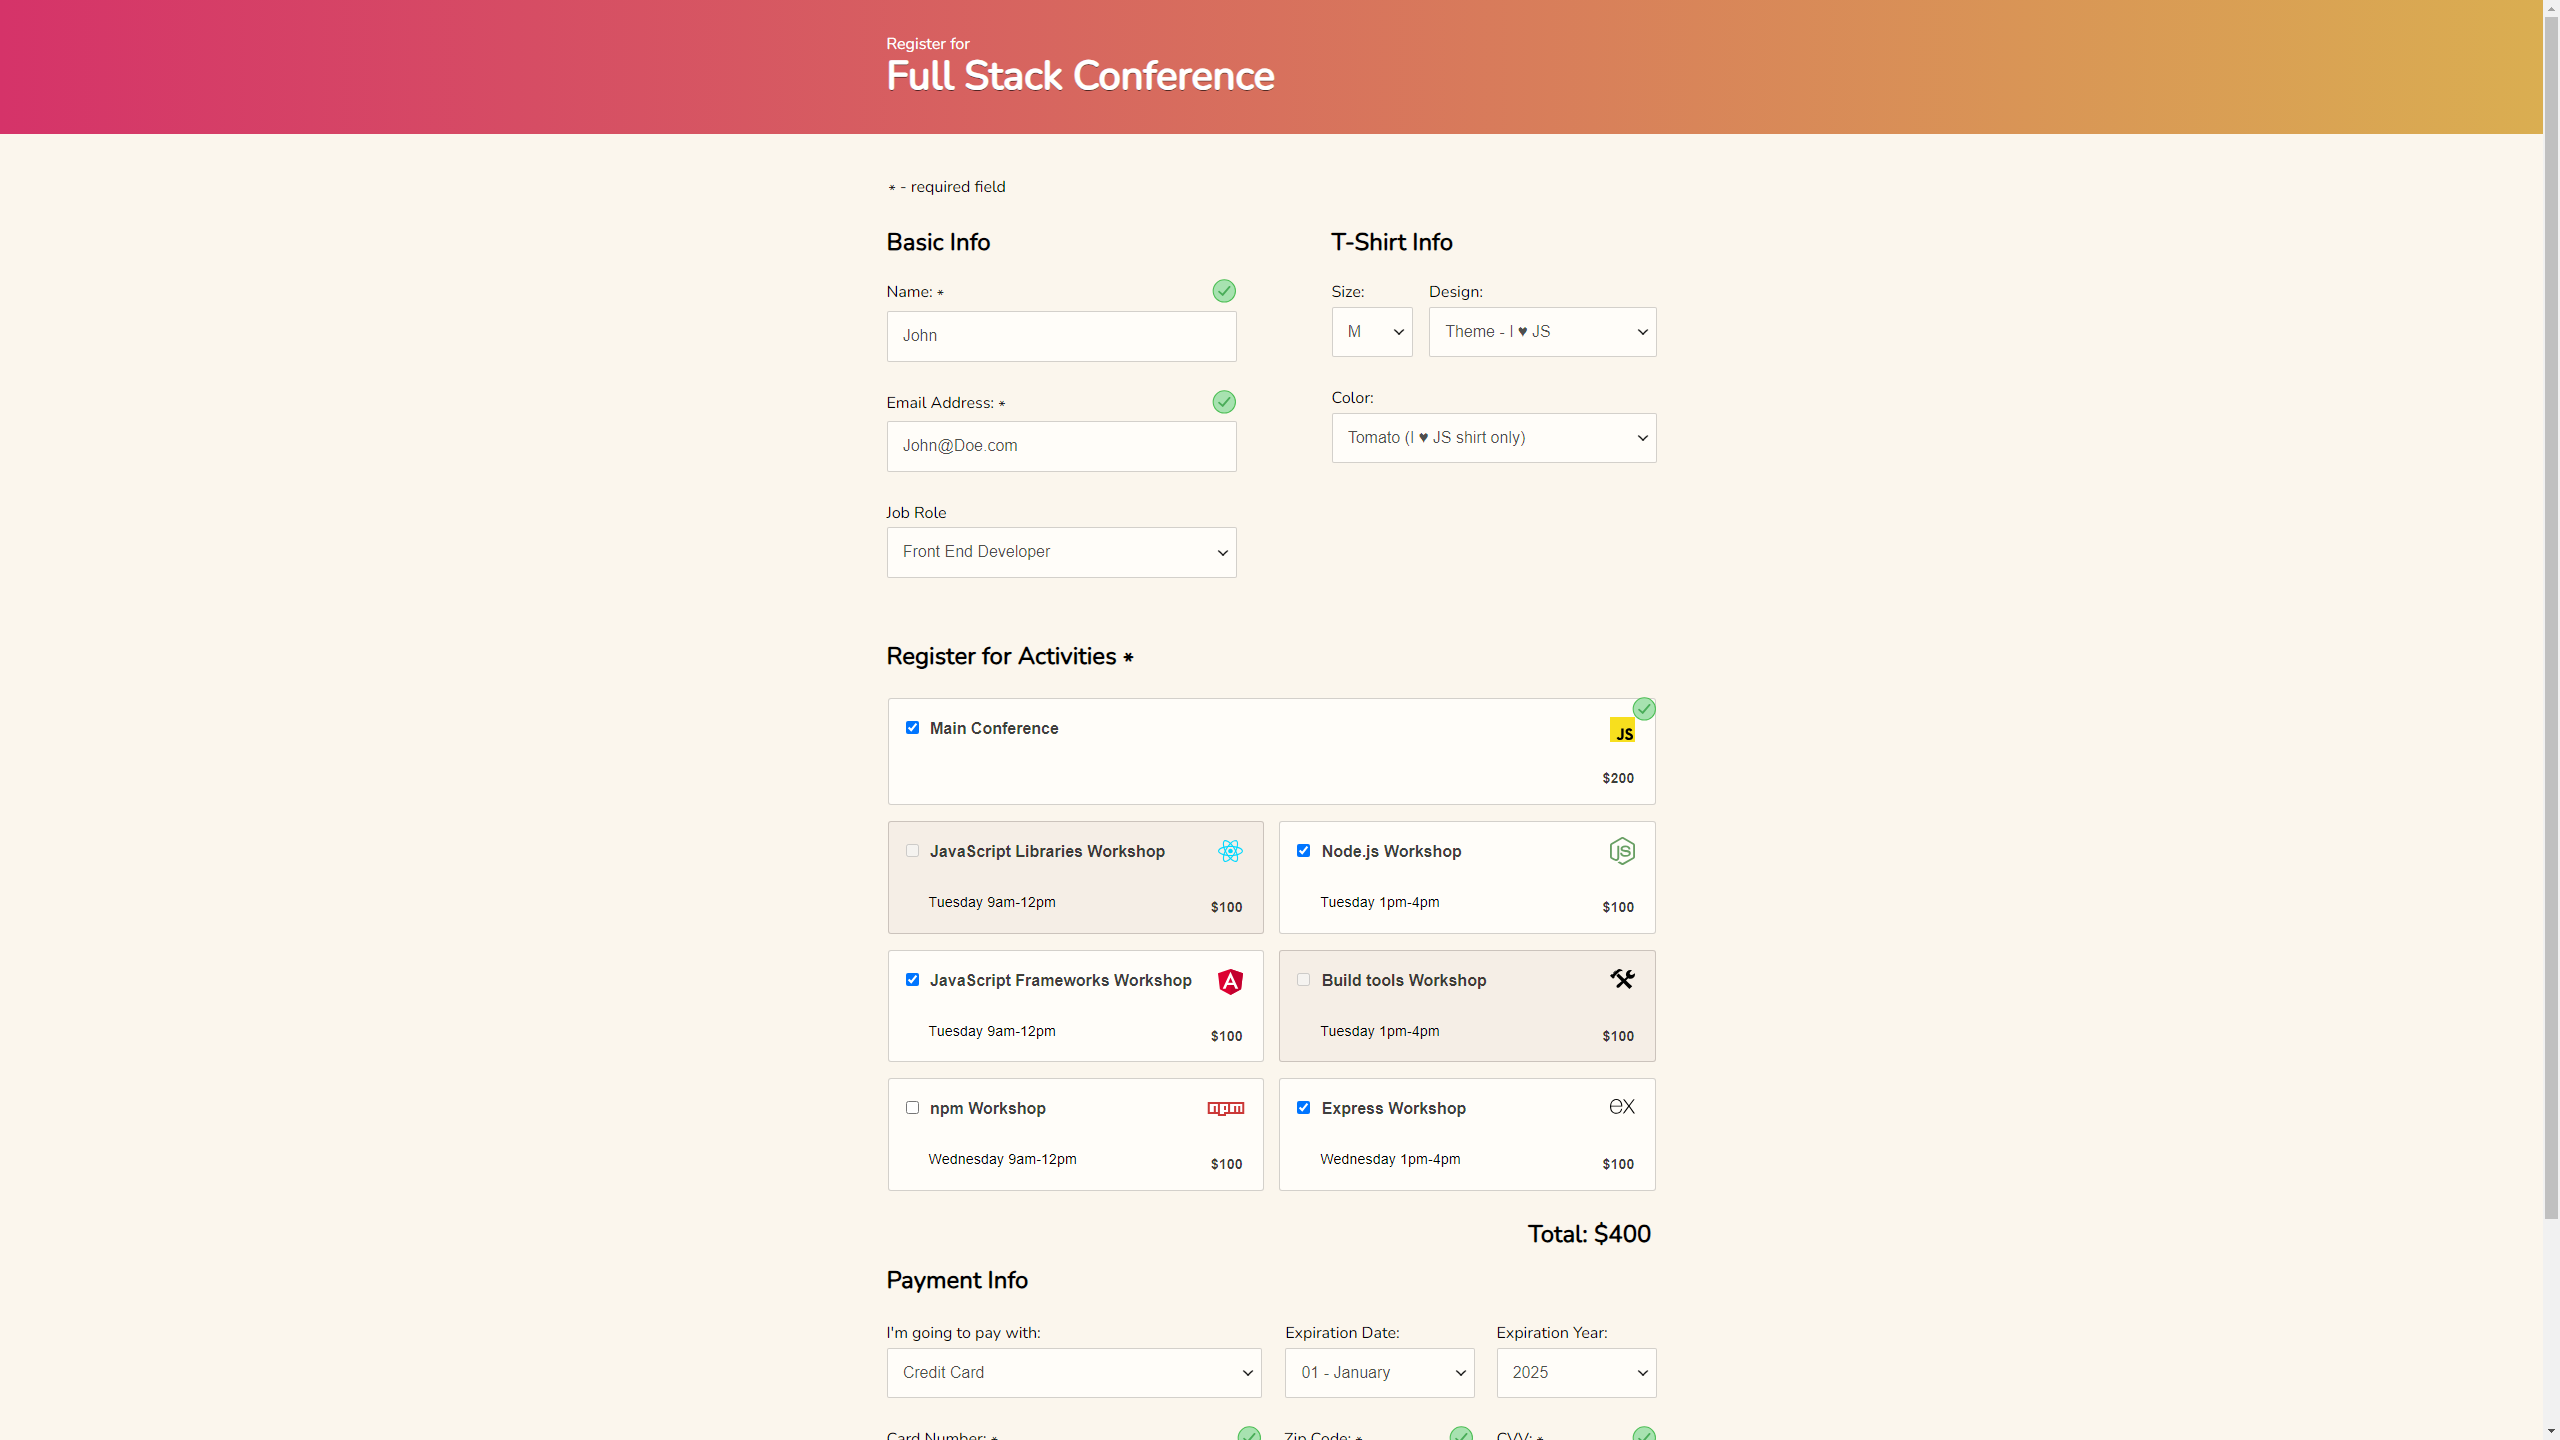 Register for
Full Stack Conference
* - required field
Basic Info
Name: *
John
Email Address: *
John@Doe.com
Job Role
Front End Developer
T-Shirt Info
Size:
Design:
M
Theme - I ♥ JS
Color:
Tomato (I ♥ JS shirt only)
Register for Activities *
Main Conference
JS
$200
JavaScript Libraries Workshop
Tuesday 9am-12pm
$100
Node.js Workshop
JS
Tuesday 1pm-4pm
$100
JavaScript Frameworks Workshop
A
Tuesday 9am-12pm
$100
Build tools Workshop
Tuesday 1pm-4pm
$100
npm Workshop
npm
Wednesday 9am-12pm
$100
Express Workshop
ex
Wednesday 1pm-4pm
$100
Total: $400
Payment Info
I'm going to pay with:
Credit Card
Expiration Date:
01 - January
Expiration Year:
2025
Card Number: *
Zip Code: *
CVV: *